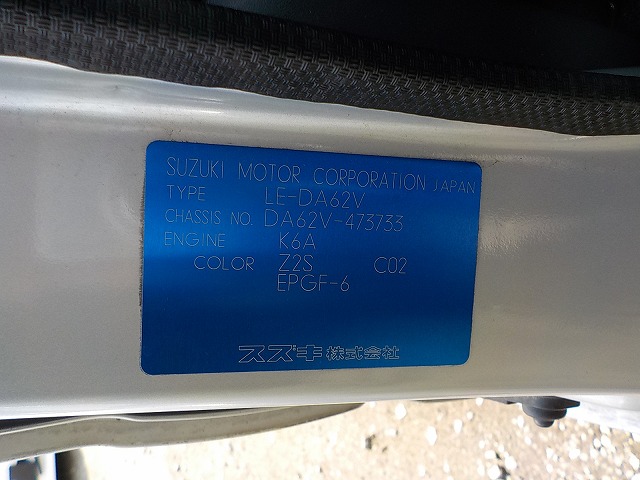 SUZUKI MOTOR CORPORATION JAPAN
TYPE LE-DA62V
CHASSIS NO. DA62V-473733
ENGINE K6A
COLOR Z2S C02
EPGF-6
スズキ株式会社